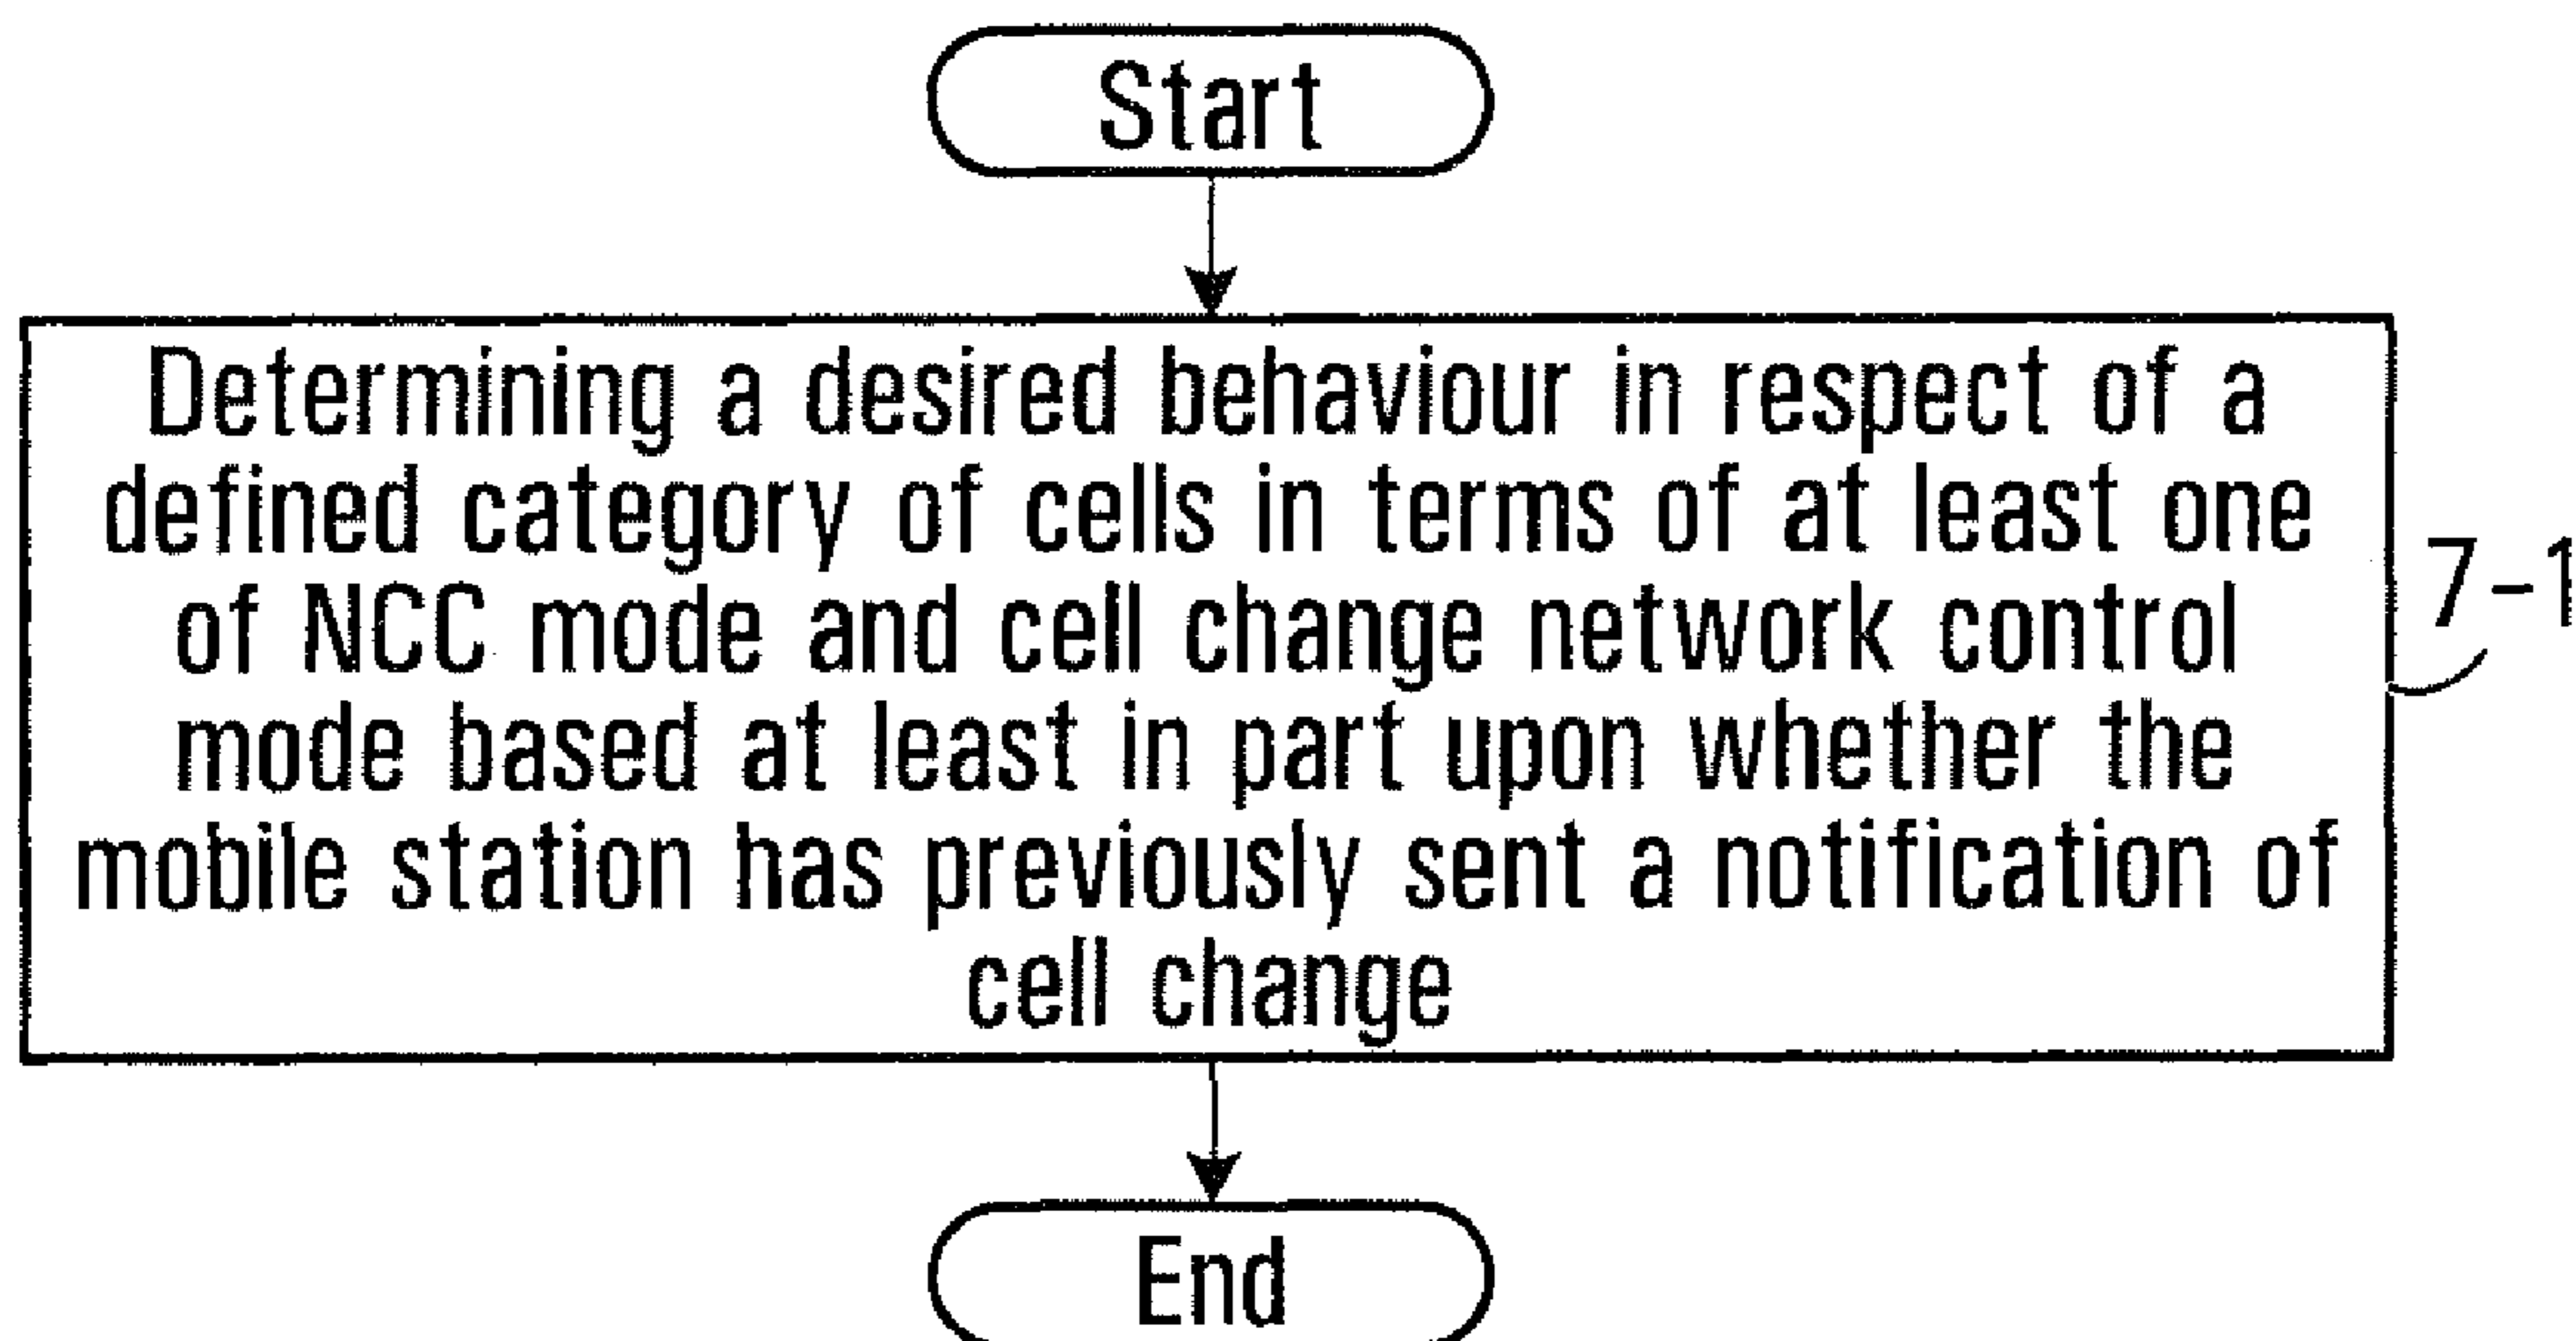 Start
Determining a desired behaviour in respect of a
defined category of cells in terms of at least one
of NCC mode and cell change network control
mode based at least in part upon whether the
mobile station has previously sent a notification of
cell change
7-1
End